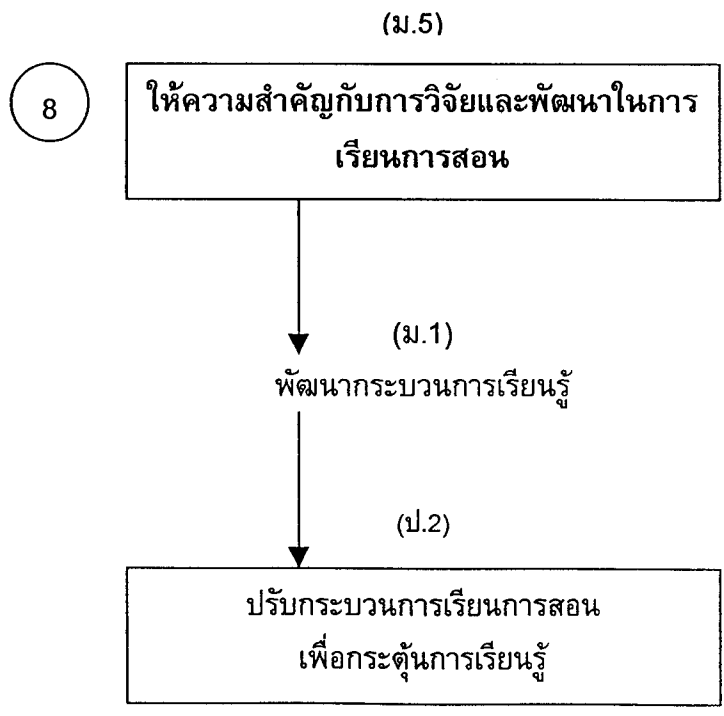 (ม.5)
8
ให้ความสำคัญกับการวิจัยและพัฒนาในการ
เรียนการสอน
(ม.1)
พัฒนากระบวนการเรียนรู้
(ป.2)
ปรับกระบวนการเรียนการสอน
เพื่อกระตุ้นการเรียนรู้